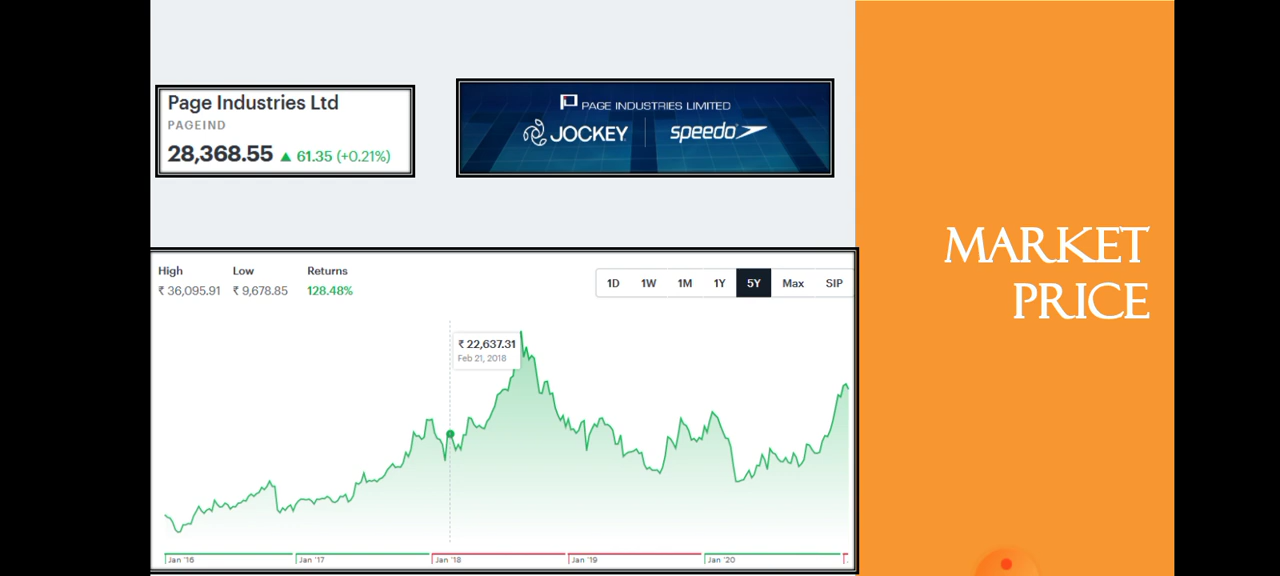 Page Industries Ltd
PAGEIND
28,368.55 ▲ 61.35 (+0.21%)
PAGE INDUSTRIES LIMITED
JOCKEY speedo
MARKET
PRICE
High Low Returns
₹ 36,095.91 ₹ 9,678.85 128.48%
1D 1W 1M 1Y 5Y Max SIP
₹ 22,637.31
Feb 21, 2018
Jan '16 Jan '17 Jan '18 Jan '19 Jan '20